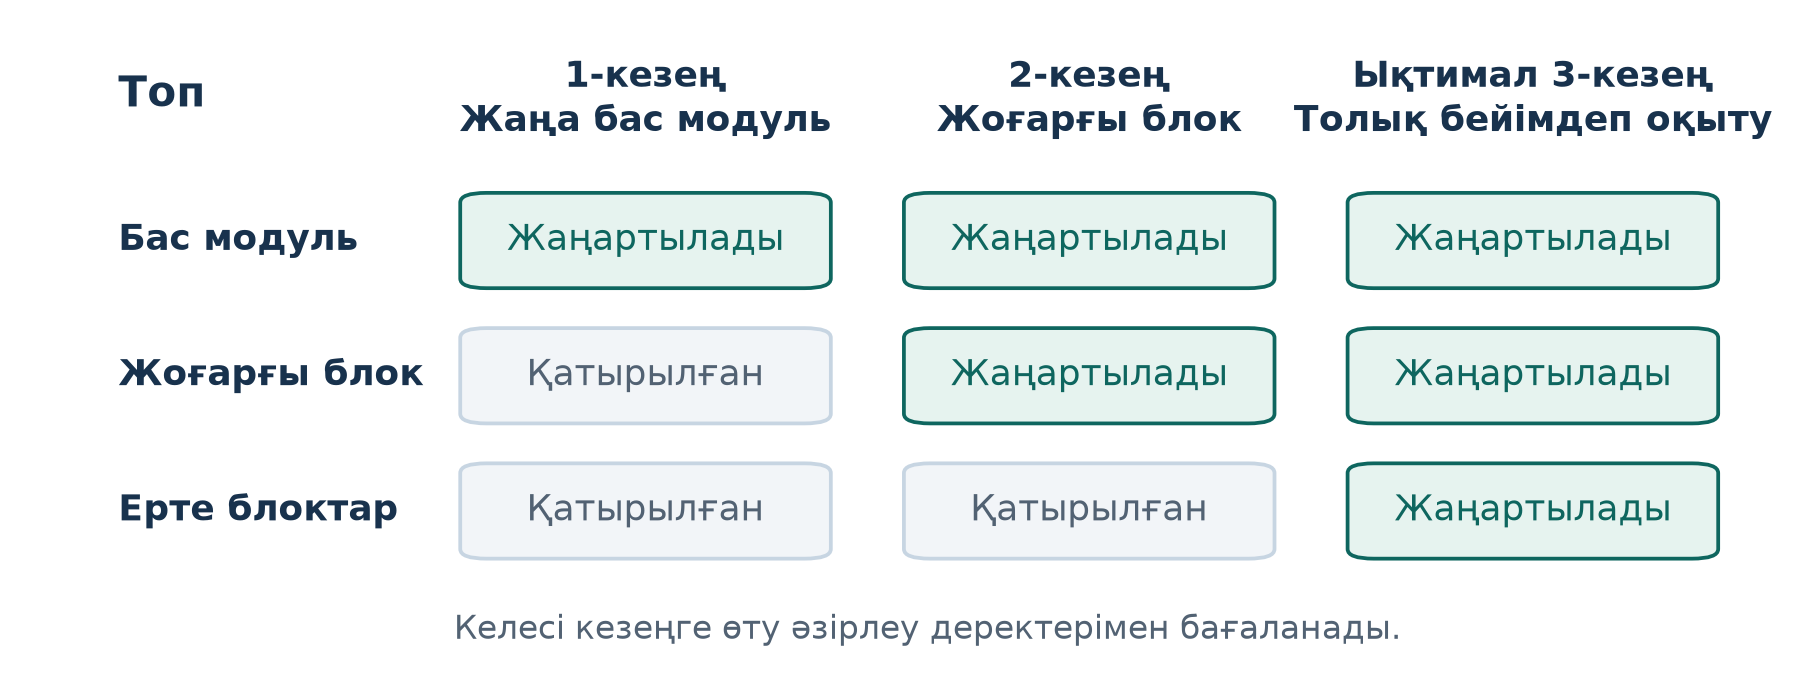 Топ
1-кезең
Жаңа бас модуль
2-кезең
Жоғарғы блок
Ықтимал 3-кезең
Толық бейімдеп оқыту
Бас модуль
Жаңартылады
Жаңартылады
Жаңартылады
Жоғарғы блок
Қатырылған
Жаңартылады
Жаңартылады
Ерте блоктар
Қатырылған
Қатырылған
Жаңартылады
Келесі кезеңге өту әзірлеу деректерімен бағаланады.